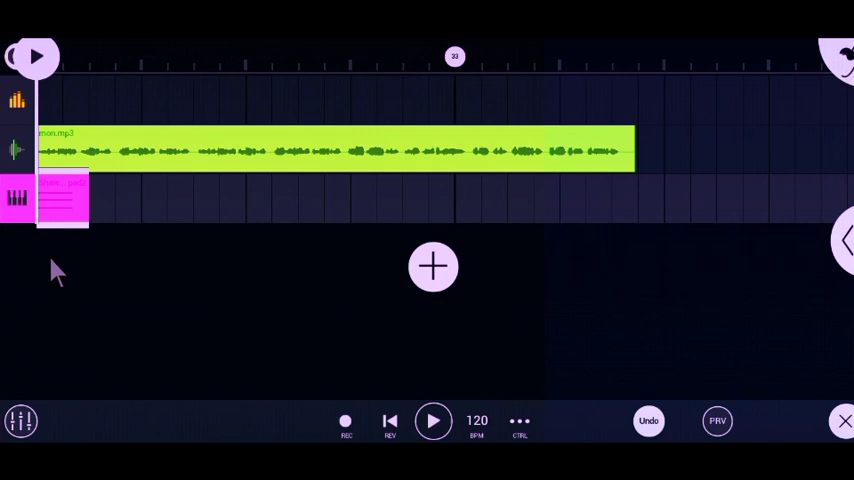 33
mon.mp3
REC
REV
120
BPM
CTRL
Undo
PRV